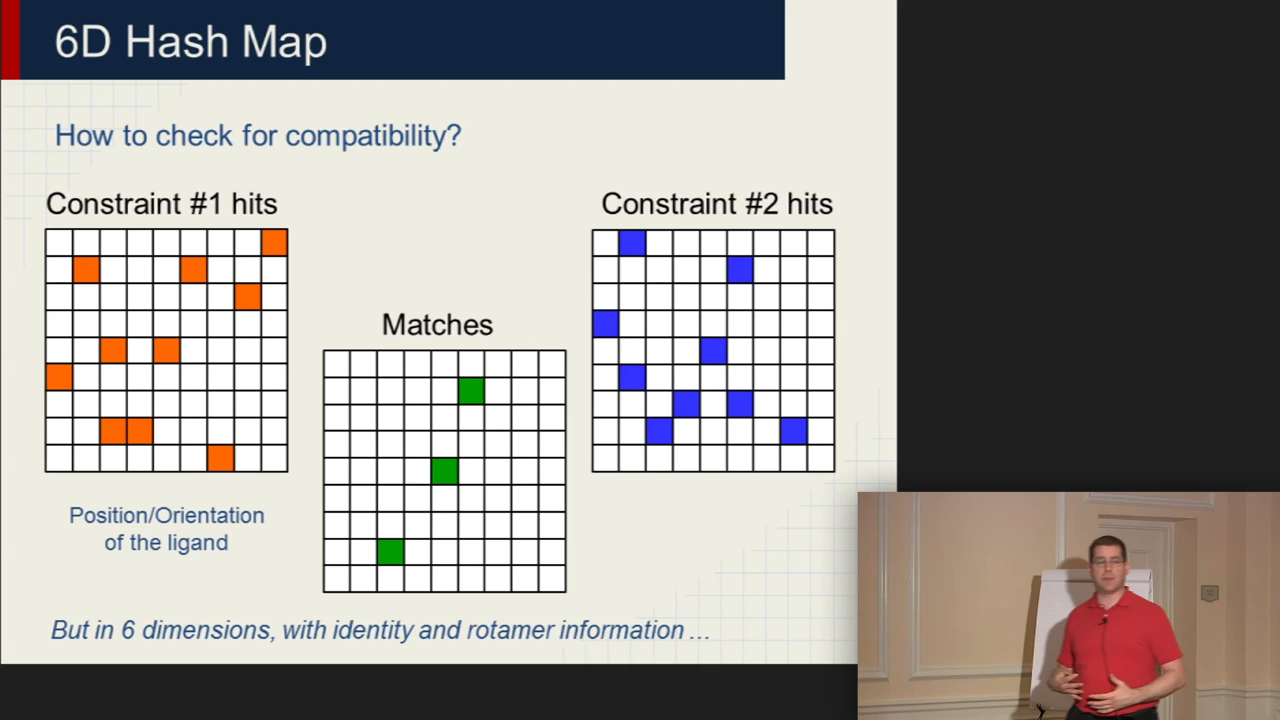 6D Hash Map
How to check for compatibility?
Constraint #1 hits
Constraint #2 hits
Matches
Position/Orientation
of the ligand
But in 6 dimensions, with identity and rotamer information ...